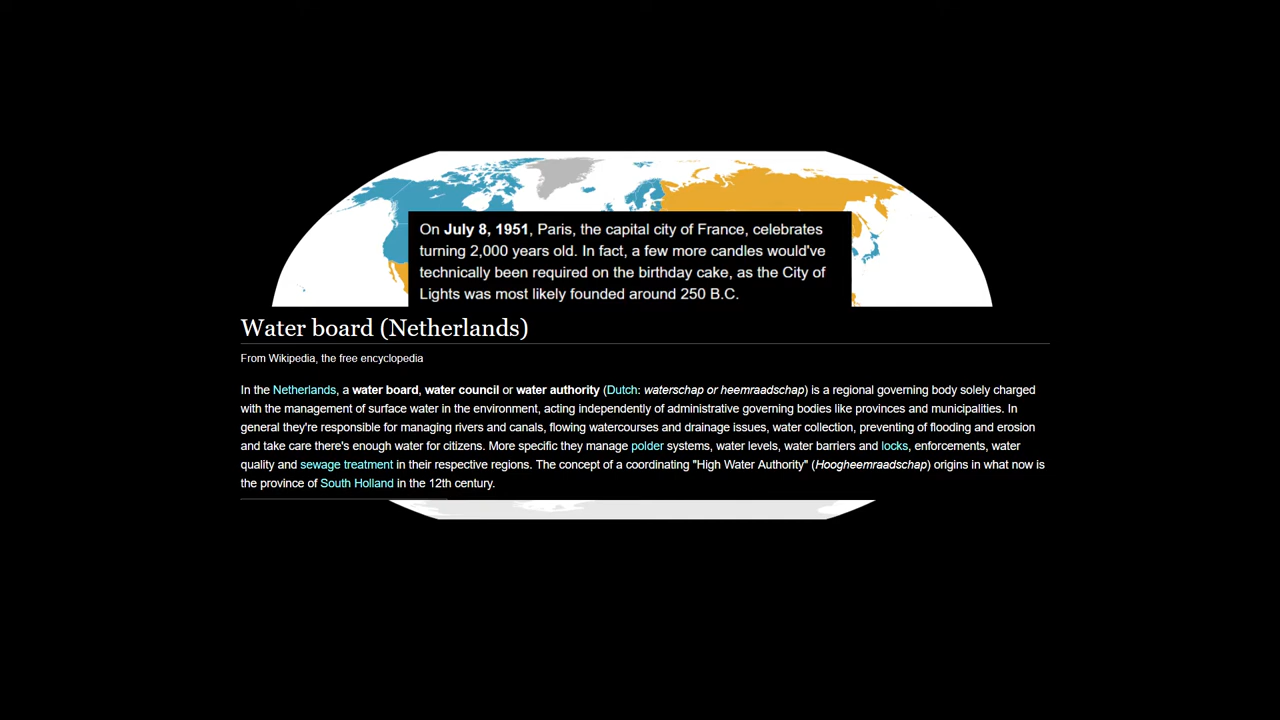 On July 8, 1951, Paris, the capital city of France, celebrates
turning 2,000 years old. In fact, a few more candles would've
technically been required on the birthday cake, as the City of
Lights was most likely founded around 250 B.C.
Water board (Netherlands)
From Wikipedia, the free encyclopedia
In the Netherlands, a water board, water council or water authority (Dutch: waterschap or heemraadschap) is a regional governing body solely charged
with the management of surface water in the environment, acting independently of administrative governing bodies like provinces and municipalities. In
general they're responsible for managing rivers and canals, flowing watercourses and drainage issues, water collection, preventing of flooding and erosion
and take care there's enough water for citizens. More specific they manage polder systems, water levels, water barriers and locks, enforcements, water
quality and sewage treatment in their respective regions. The concept of a coordinating "High Water Authority" (Hoogheemraadschap) origins in what now is
the province of South Holland in the 12th century.